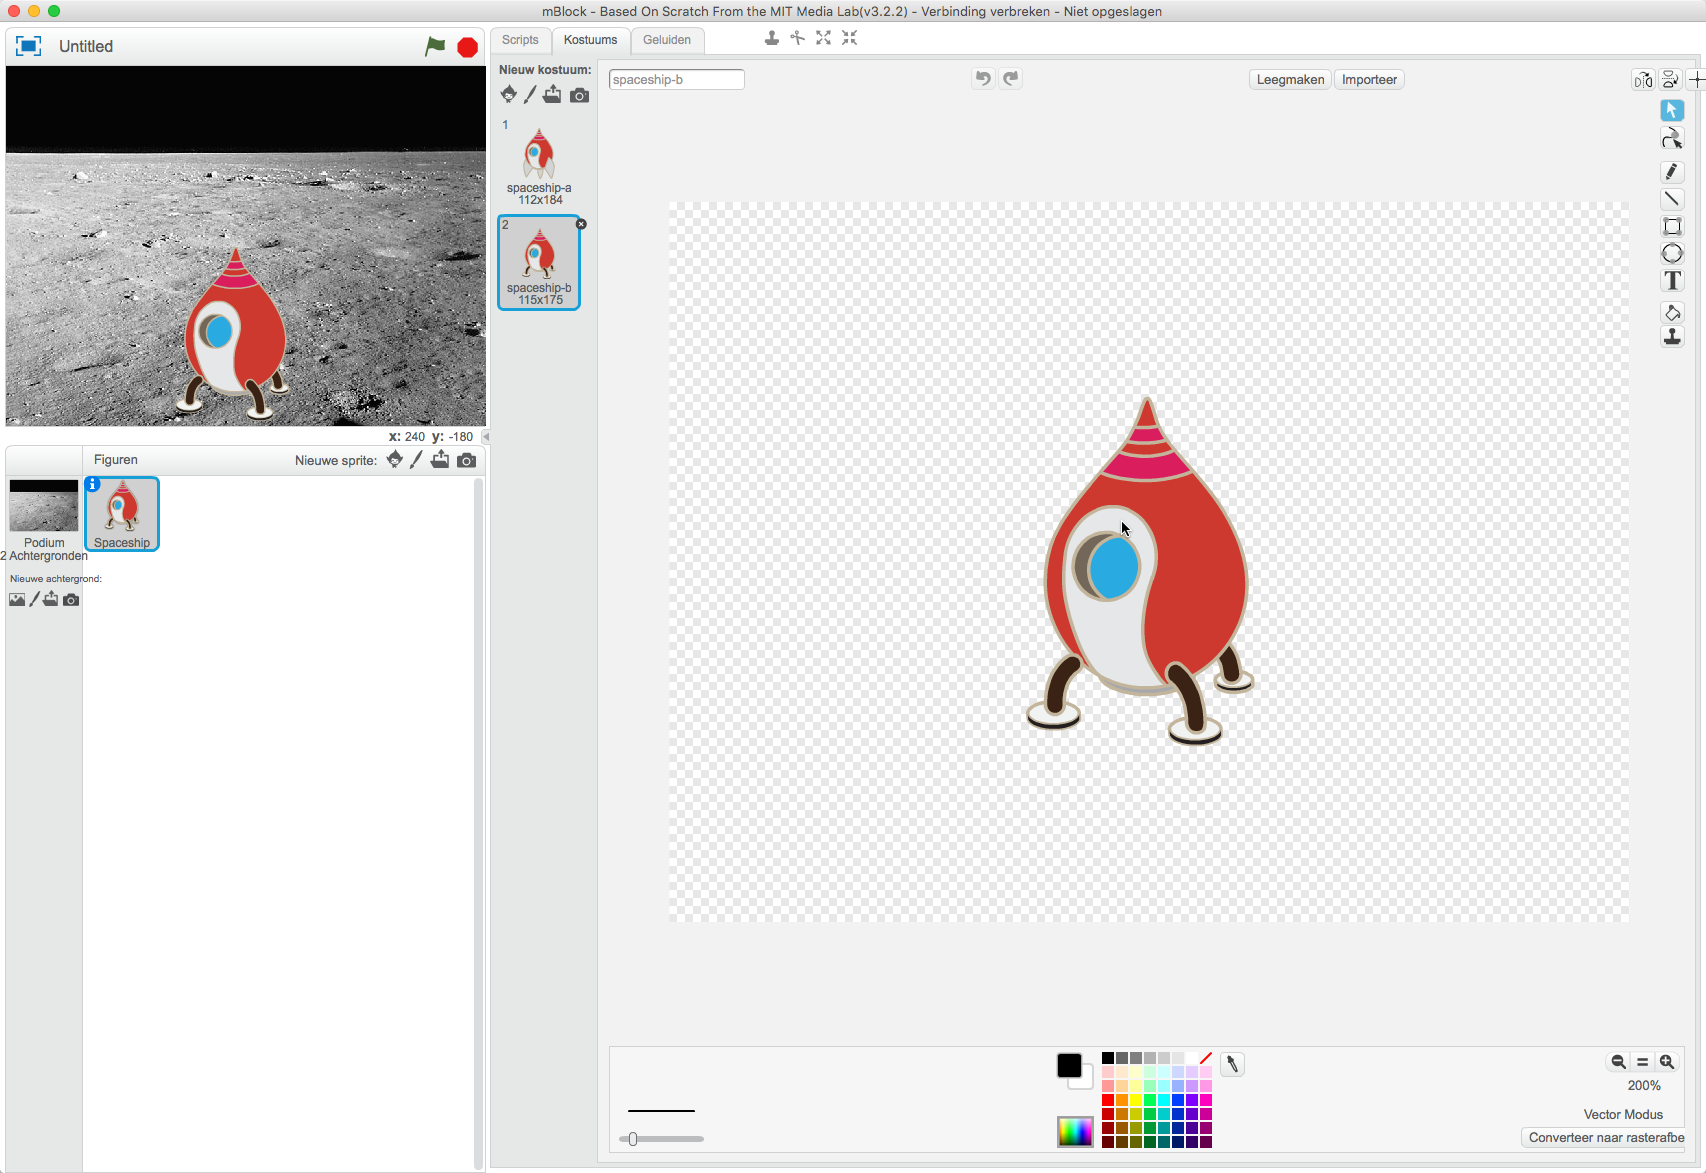 mBlock - Based On Scratch From the MIT Media Lab(v3.2.2) - Verbinding verbreken - Niet opgeslagen
Untitled
Scripts
Kostuums
Geluiden
Nieuw kostuum:
spaceship-b
Leegmaken
Importeer
1
spaceship-a
112x184
2
spaceship-b
115x175
T
x: 240 y: -180
Figuren
Nieuwe sprite:
i
Spaceship
Podium
2 Achtergronden
Nieuwe achtergrond:
200%
Vector Modus
Converteer naar rasterafbe